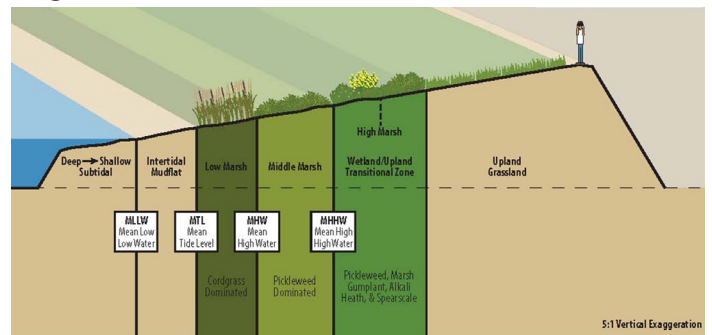 High Marsh
Deep→Shallow
Subtidal
Intertidal
Mudflat
Low Marsh
Middle Marsh
Wetland/Upland
Transitional Zone
Upland
Grassland
MLLW
Mean Low
Low Water
MTL
Mean
Tide Level
MHW
Mean
High Water
MHHW
Mean High
High Water
Cordgrass
Dominated
Pickleweed
Dominated
Pickleweed, Marsh
Gumplant, Alkali
Heath, & Spearscale
5:1 Vertical Exaggeration